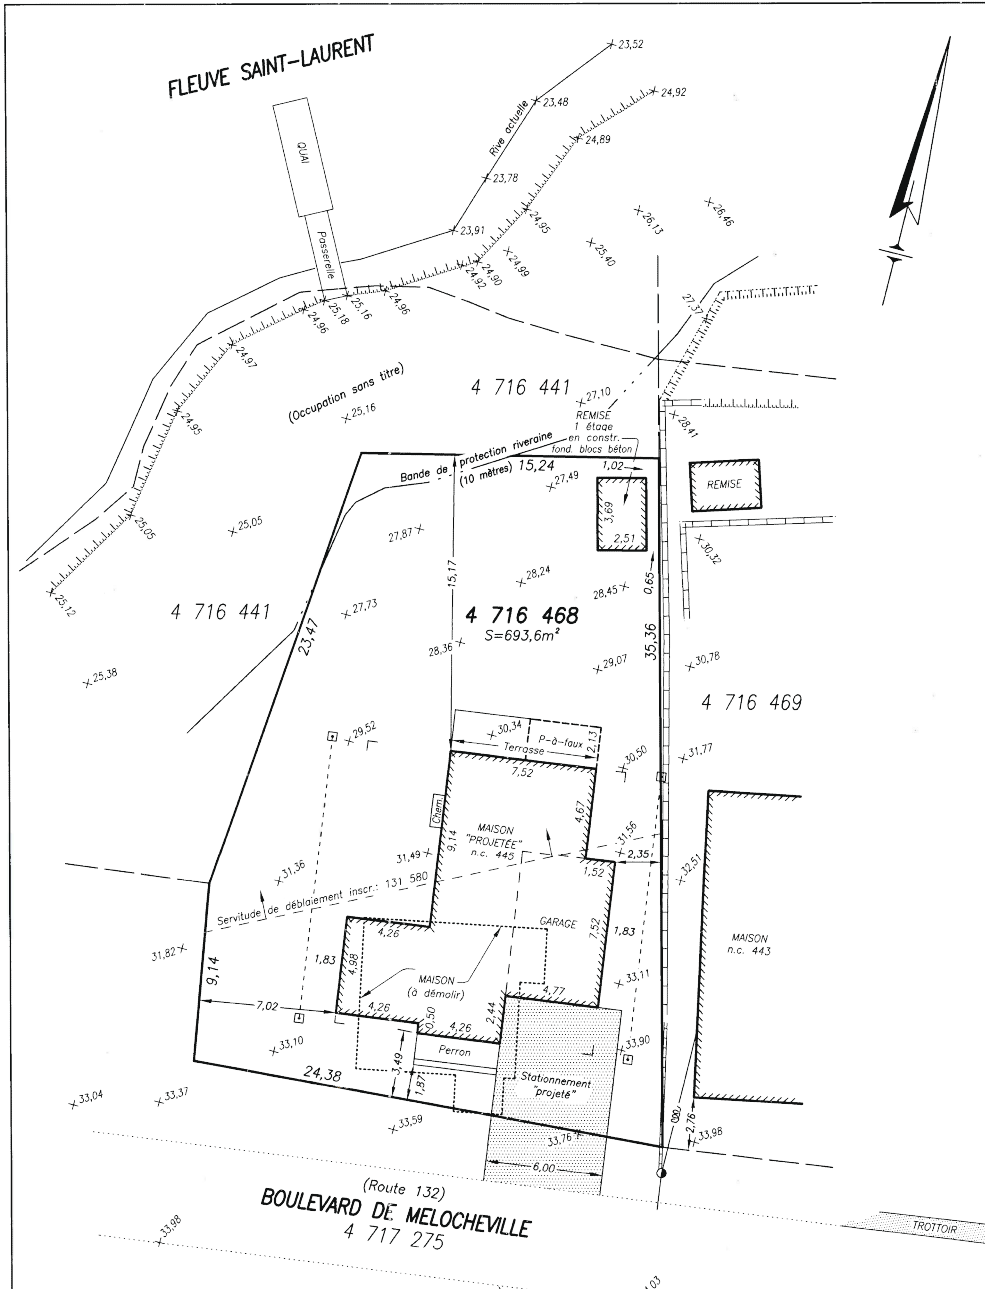 FLEUVE SAINT-LAURENT
QUAI
Passerelle
Rive actuelle
23,52
23,48
24,92
24,89
23,78
24,95
23,91
24,99
24,90
24,92
25,40
26,13
26,46
24,96
25,16
25,18
24,96
24,97
24,95
25,05
25,12
27,37
(Occupation sans titre)
25,16
4 716 441
27,10
REMISE
1 étage
en constr.
fond. blocs béton
28,41
Bande de protection riveraine
(10 mètres)
15,24
1,02
27,49
REMISE
3,69
2,51
25,05
27,87
30,32
15,17
28,24
28,45
0,65
4 716 441
27,73
4 716 468
S=693,6m²
23,47
28,36
35,36
29,07
30,78
25,38
4 716 469
29,52
30,34
P-à-faux
Terrasse
2,13
7,52
30,50
31,77
Chem.
4,67
MAISON
"PROJETÉE"
n.c. 445
9,14
31,56
31,49
2,35
1,52
31,36
32,51
Servitude de déblaiement inscr.: 131 580
4,26
GARAGE
7,52
1,83
31,82
1,83
4,98
MAISON
n.c. 443
9,14
MAISON
(à démolir)
33,11
4,77
7,02
4,26
0,50
4,26
2,44
33,10
Perron
33,90
3,49
1,87
24,38
Stationnement
"projeté"
33,04
33,37
33,59
33,76
000
2,76
33,98
6,00
(Route 132)
BOULEVARD DE MELOCHEVILLE
4 717 275
33,98
TROTTOIR